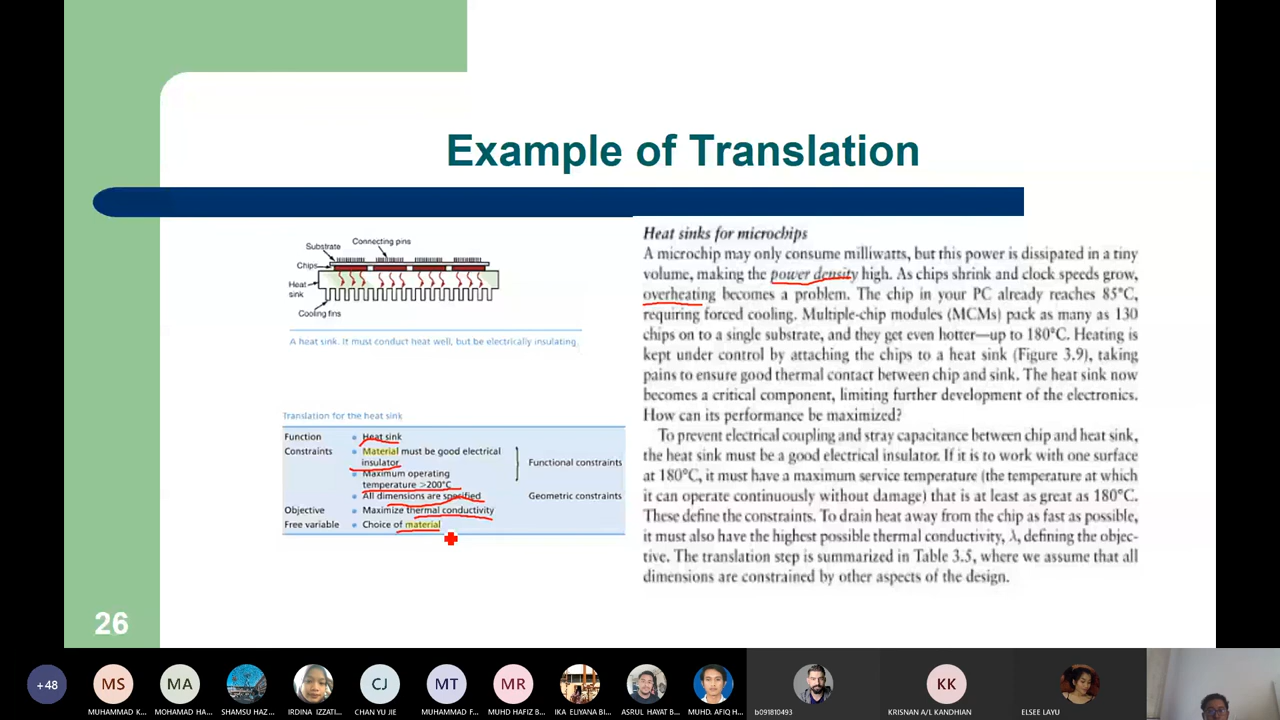 Example of Translation
Substrate
Connecting pins
Chips
Heat
sink
Cooling fins
A heat sink. It must conduct heat well, but be electrically insulating.
Translation for the heat sink
Function • Heat sink
Constraints • Material must be good electrical
insulator
• Maximum operating
temperature >200°C
Functional constraints
• All dimensions are specified Geometric constraints
Objective • Maximize thermal conductivity
Free variable • Choice of material
Heat sinks for microchips
A microchip may only consume milliwatts, but this power is dissipated in a tiny
volume, making the power density high. As chips shrink and clock speeds grow,
overheating becomes a problem. The chip in your PC already reaches 85°C,
requiring forced cooling. Multiple-chip modules (MCMs) pack as many as 130
chips on to a single substrate, and they get even hotter—up to 180°C. Heating is
kept under control by attaching the chips to a heat sink (Figure 3.9), taking
pains to ensure good thermal contact between chip and sink. The heat sink now
becomes a critical component, limiting further development of the electronics.
How can its performance be maximized?
To prevent electrical coupling and stray capacitance between chip and heat sink,
the heat sink must be a good electrical insulator. If it is to work with one surface
at 180°C, it must have a maximum service temperature (the temperature at which
it can operate continuously without damage) that is at least as great as 180°C.
These define the constraints. To drain heat away from the chip as fast as possible,
it must also have the highest possible thermal conductivity, λ, defining the objec-
tive. The translation step is summarized in Table 3.5, where we assume that all
dimensions are constrained by other aspects of the design.
26
+48
MS
MA
CJ
MT
MR
KK
MUHAMMAD K...
MOHAMAD HA...
SHAMSU HAZ ...
IRDINA IZZATI...
CHAN YU JIE
MUHAMMAD F...
MUHD HAFIZ B...
IKA ELIYANA BI...
ASRUL HAYAT B...
MUHD. AFIQ H...
b091810493
KRISNAN A/L KANDHIAN
ELSEE LAYU